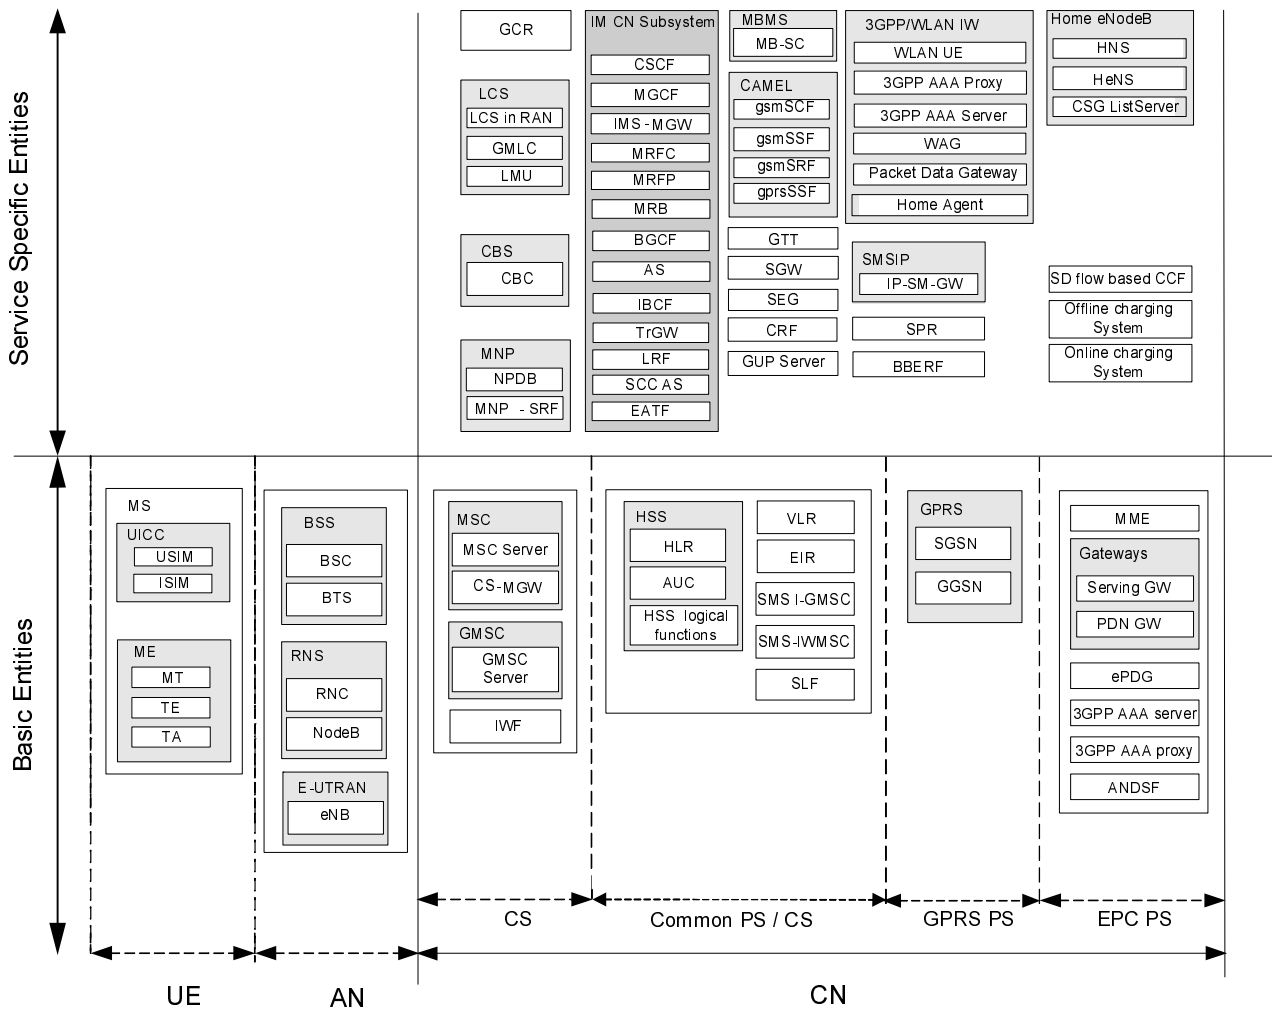 Service Specific Entities
GCR
LCS
LCS in RAN
GMLC
LMU
CBS
CBC
MNP
NPDB
MNP - SRF
IM CN Subsystem
CSCF
MGCF
IMS-MGW
MRFC
MRFP
MRB
BGCF
AS
IBCF
TrGW
LRF
SCC AS
EATF
MBMS
MB-SC
CAMEL
gsmSCF
gsmSSF
gsmSRF
gprsSSF
GTT
SGW
SEG
CRF
GUP Server
3GPP/WLAN IW
WLAN UE
3GPP AAA Proxy
3GPP AAA Server
WAG
Packet Data Gateway
Home Agent
SMSIP
IP-SM-GW
SPR
BBERF
Home eNodeB
HNS
HeNS
CSG ListServer
SD flow based CCF
Offline charging
System
Online charging
System
Basic Entities
MS
UICC
USIM
ISIM
ME
MT
TE
TA
BSS
BSC
BTS
RNS
RNC
NodeB
E-UTRAN
eNB
MSC
MSC Server
CS-MGW
GMSC
GMSC
Server
IWF
HSS
HLR
AUC
HSS logical
functions
VLR
EIR
SMS I-GMSC
SMS-IWMSC
SLF
GPRS
SGSN
GGSN
MME
Gateways
Serving GW
PDN GW
ePDG
3GPP AAA server
3GPP AAA proxy
ANDSF
CS
Common PS / CS
GPRS PS
EPC PS
UE
AN
CN